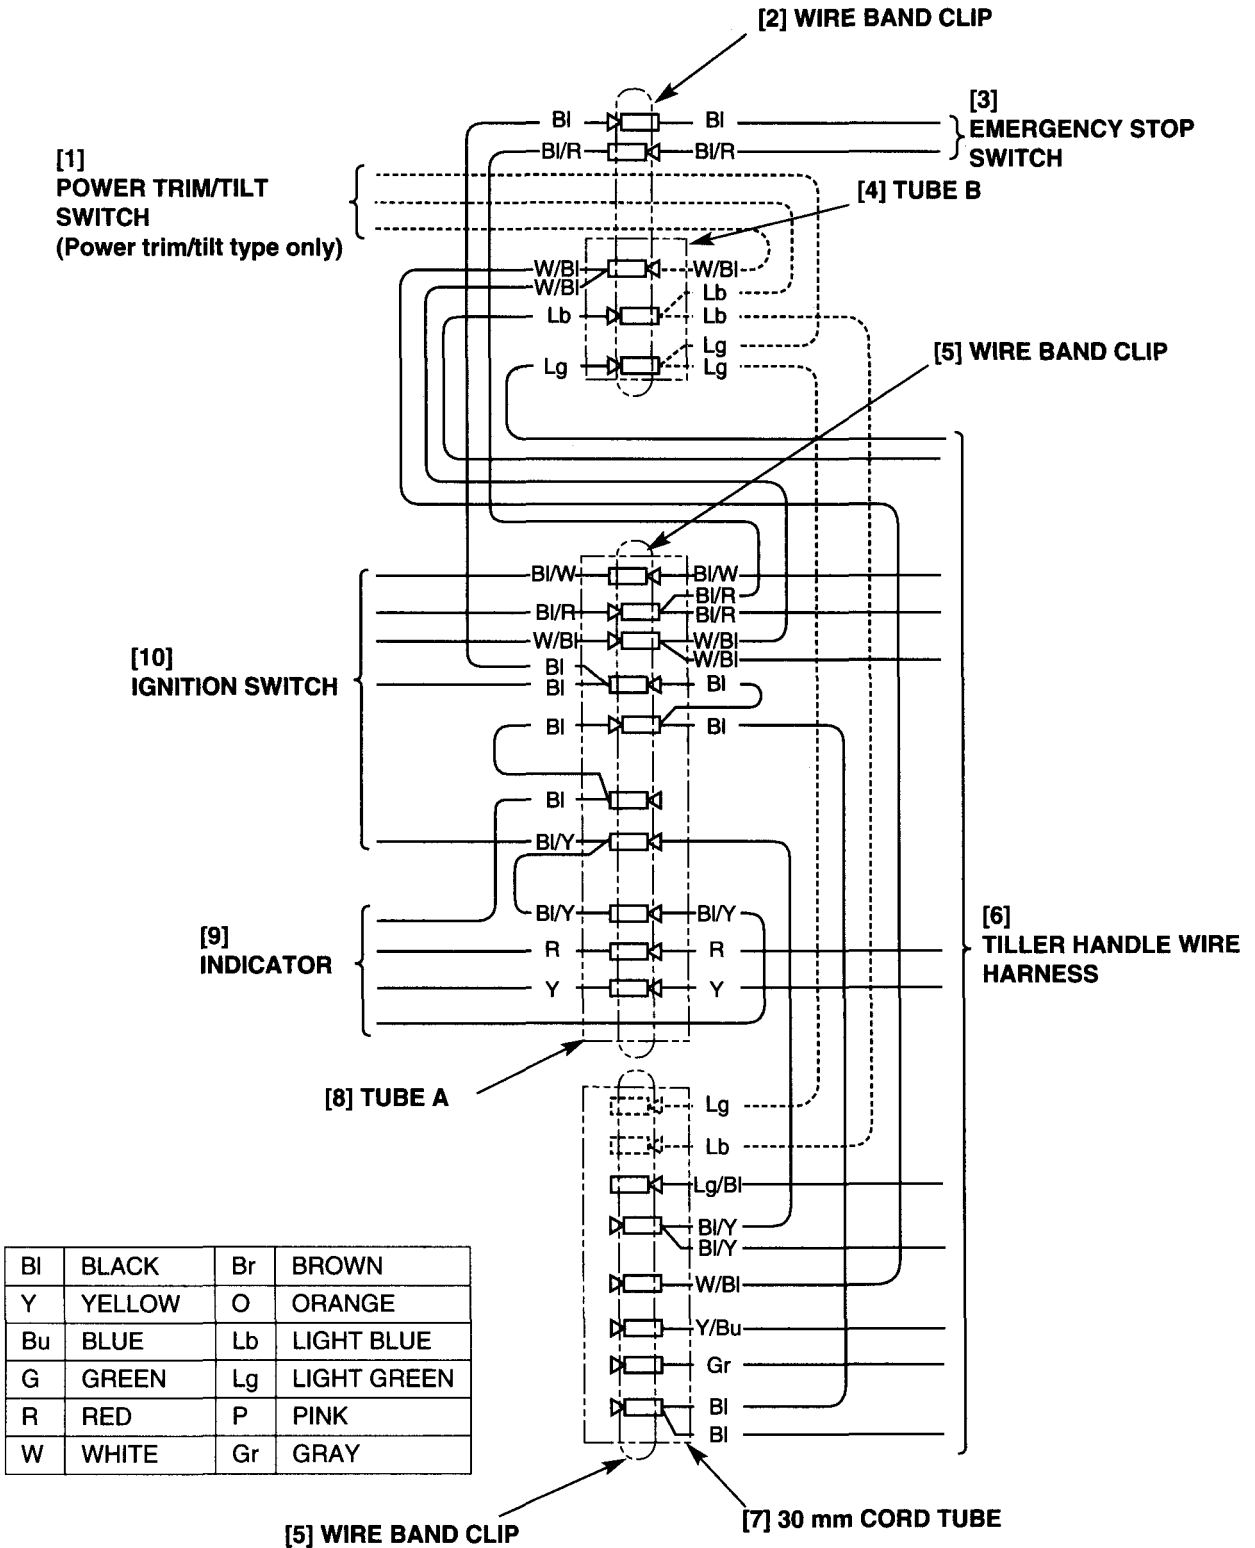 [2] WIRE BAND CLIP
[3]
EMERGENCY STOP
SWITCH
Bl Bl
Bl/R Bl/R
[1]
POWER TRIM/TILT
SWITCH
(Power trim/tilt type only)
[4] TUBE B
W/Bl W/Bl
W/Bl
Lb
Lb Lb
Lg
Lg Lg
[5] WIRE BAND CLIP
Bl/W Bl/W
Bl/R
Bl/R Bl/R
W/Bl W/Bl
W/Bl
Bl
Bl Bl
Bl Bl
Bl
Bl/Y
[10]
IGNITION SWITCH
Bl/Y Bl/Y
R R
Y Y
[9]
INDICATOR
[6]
TILLER HANDLE WIRE
HARNESS
[8] TUBE A
Lg
Lb
Lg/Bl
Bl/Y
Bl/Y
W/Bl
Y/Bu
Gr
Bl
Bl
Bl BLACK Br BROWN
Y YELLOW O ORANGE
Bu BLUE Lb LIGHT BLUE
G GREEN Lg LIGHT GREEN
R RED P PINK
W WHITE Gr GRAY
[5] WIRE BAND CLIP
[7] 30 mm CORD TUBE